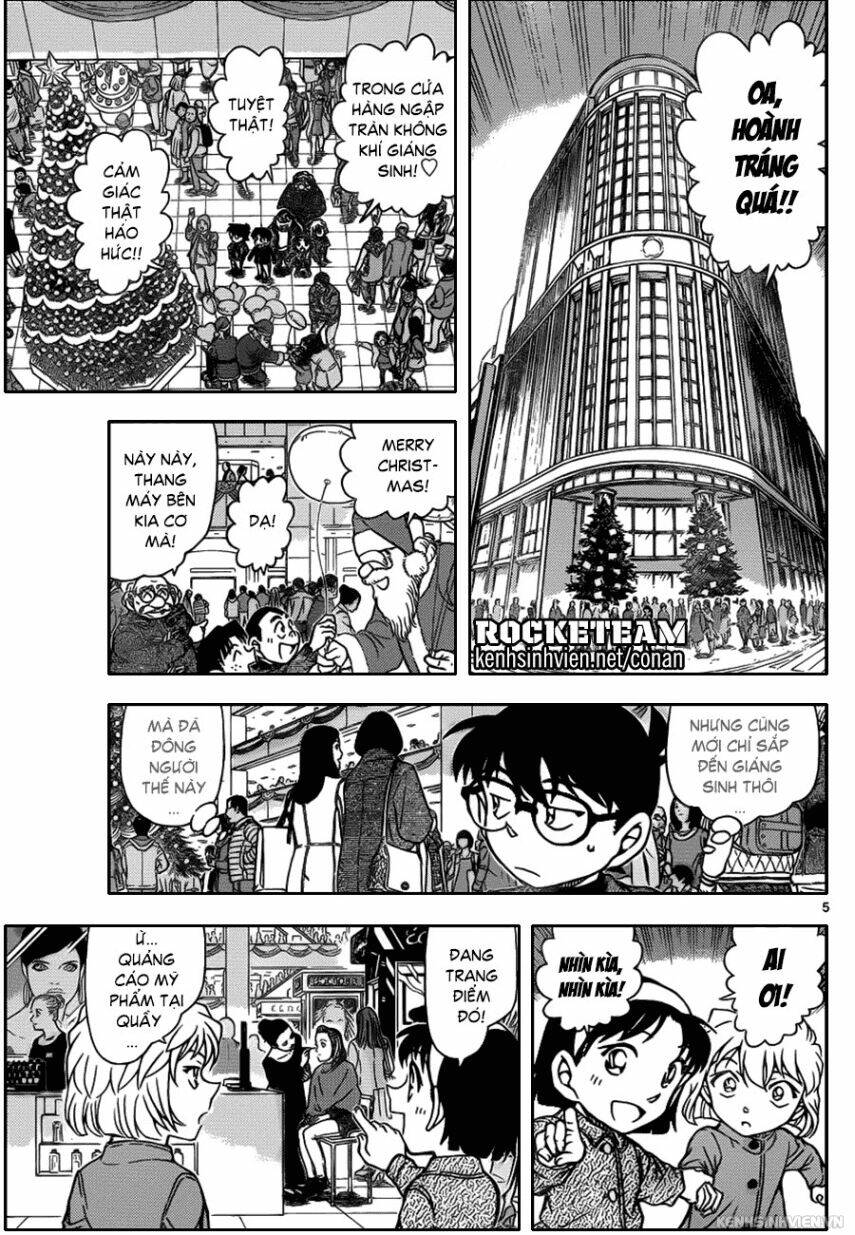 OA,
HOÀNH
TRÁNG
QUÁ!!
TRONG CỬA
HÀNG NGẬP
TRÀN KHÔNG
KHÍ GIÁNG
SINH!♡
TUYỆT
THẬT!
CẢM
GIÁC
THẬT
HÁO
HỨC!!
ROCKETEAM
kenhsinhvien.net/conan
MERRY
CHRIST-
MAS!
DẠ!
NÀY NÀY,
THANG
MÁY BÊN
KIA CƠ
MÀ!
NHƯNG CŨNG
MỚI CHỈ SẮP
ĐẾN GIÁNG
SINH THÔI
...
MÀ ĐÃ
ĐÔNG
NGƯỜI
THẾ NÀY
...
5
AI
ƠI!
NHÌN KÌA,
NHÌN KÌA!
ĐANG
TRANG
ĐIỂM
ĐÓ!
Ừ...
QUẢNG
CÁO MỸ
PHẨM TẠI
QUẦY
...
KENHSINHVIEN.VN